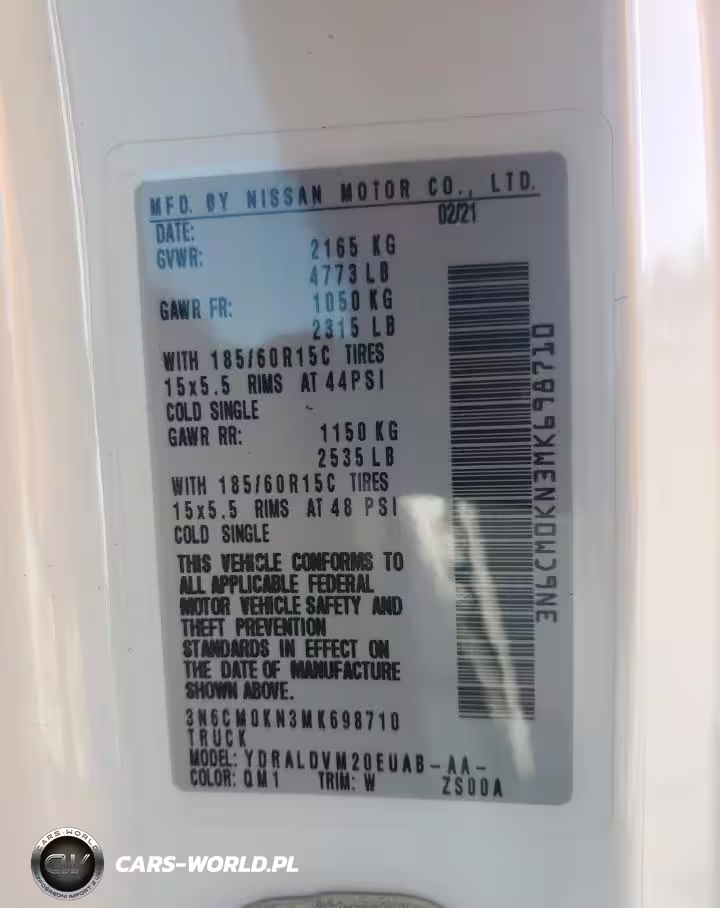 MFD. BY NISSAN MOTOR CO., LTD.
DATE: 02/21
GVWR: 2165 KG
4773 LB
GAWR FR: 1050 KG
2315 LB
WITH 185/60R15C TIRES
15x5.5 RIMS AT 44PSI
COLD SINGLE
GAWR RR: 1150 KG
2535 LB
WITH 185/60R15C TIRES
15x5.5 RIMS AT 48 PSI
COLD SINGLE
THIS VEHICLE CONFORMS TO
ALL APPLICABLE FEDERAL
MOTOR VEHICLE SAFETY AND
THEFT PREVENTION
STANDARDS IN EFFECT ON
THE DATE OF MANUFACTURE
SHOWN ABOVE.
3N6CM0KN3MK698710
TRUCK
MODEL: YDRALDVM20EUAB-AA-
COLOR: QM1 TRIM: W ZS00A
3N6CM0KN3MK698710
CARS-WORLD
CW
CARS-WORLD.PL